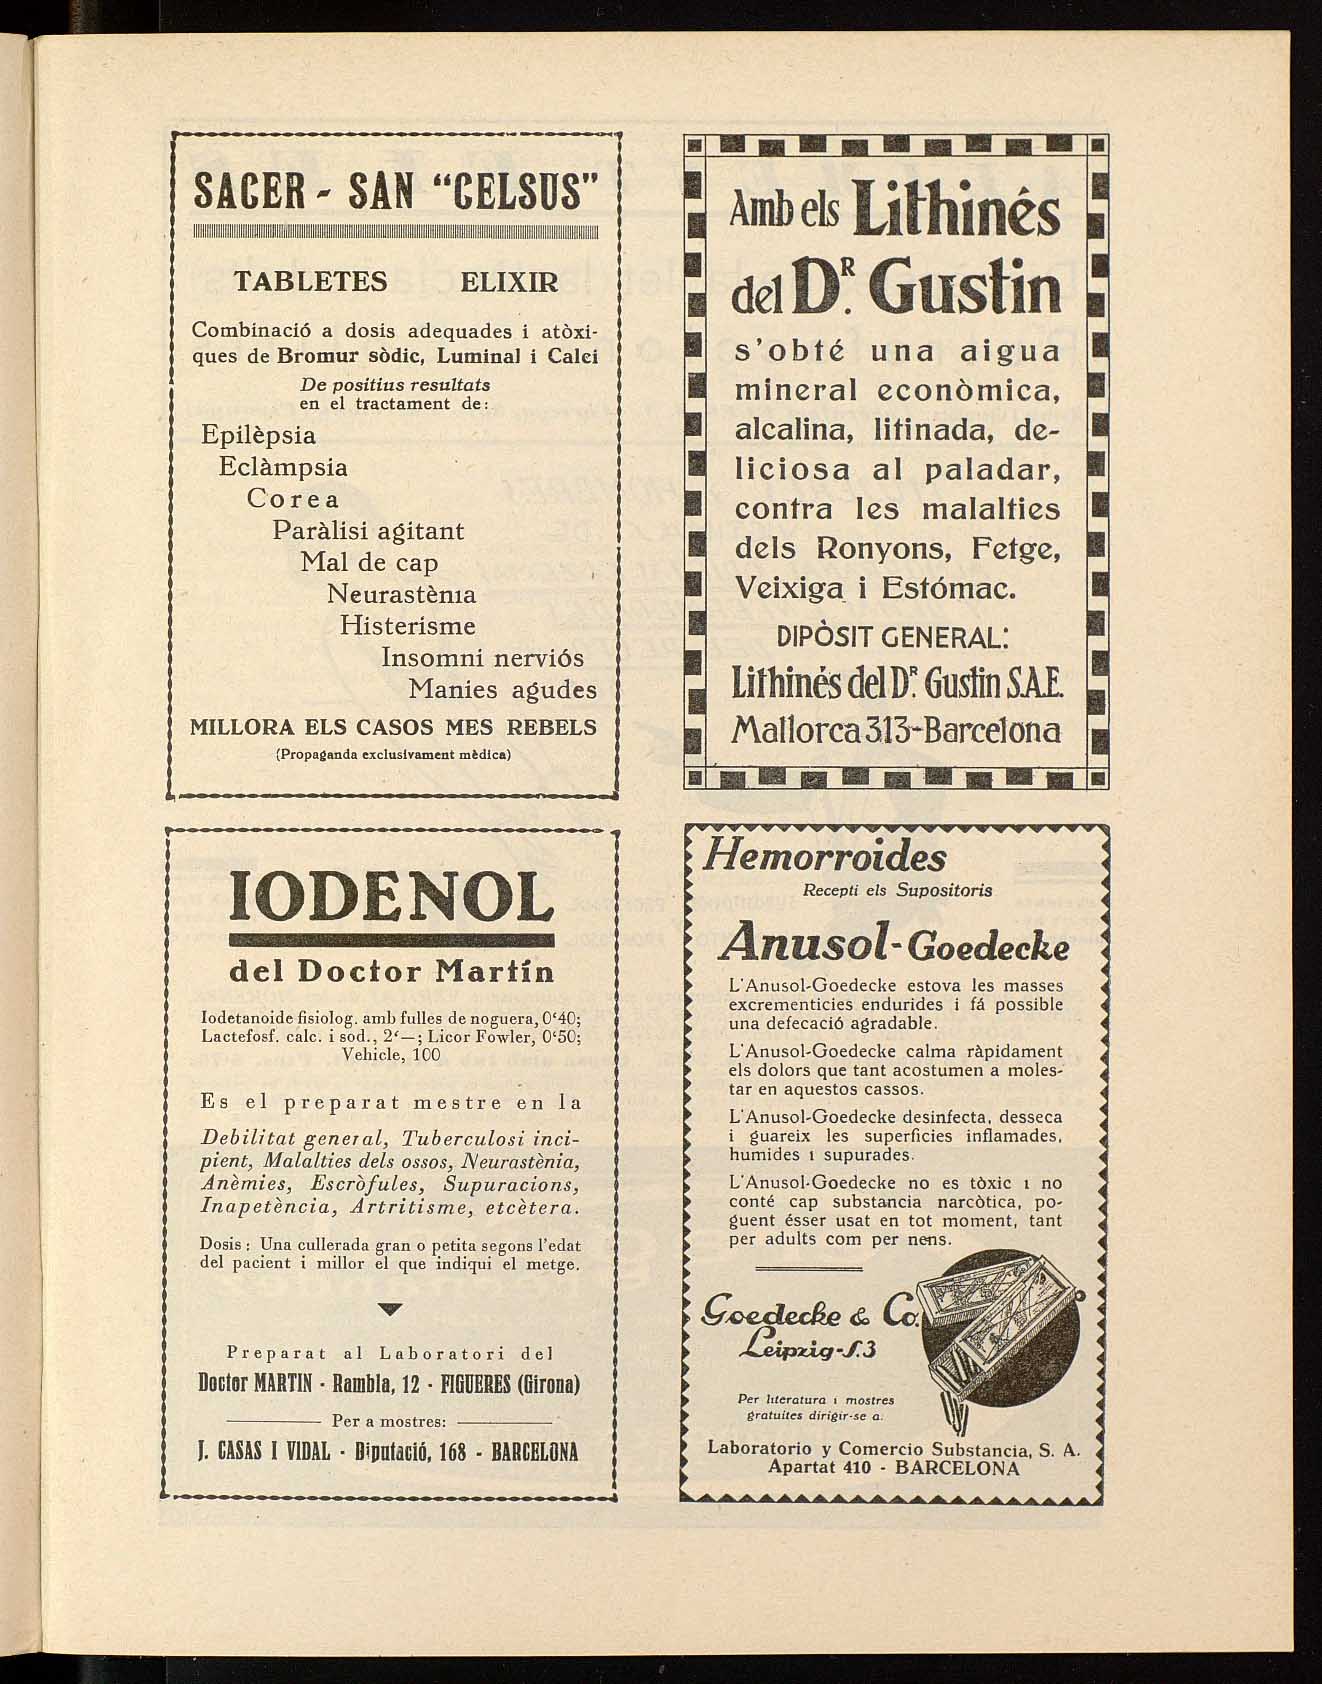 SACER - SAN "CELSUS"
TABLETES ELIXIR
Combinació a dosis adequades i atòxi-
ques de Bromur sòdic, Luminal i Calci
De positius resultats
en el tractament de:
Epilèpsia
Eclàmpsia
Corea
Paràlisi agitant
Mal de cap
Neurastènia
Histerisme
Insomni nerviós
Manies agudes
MILLORA ELS CASOS MES REBELS
(Propaganda exclusivament mèdica)
Amb els Lithinés
del Dr. Gustin
s'obté una aigua
mineral econòmica,
alcalina, litinada, de-
liciosa al paladar,
contra les malalties
dels Ronyons, Fetge,
Veixiga i Estómac.
DIPÒSIT GENERAL:
Lithinés del Dr. Gustin S.A.E.
Mallorca 313-Barcelona
IODENOL
del Doctor Martín
Iodetanoide fisiolog. amb fulles de noguera, 0'40;
Lactefosf. calc. i sod., 2'—; Licor Fowler, 0'50;
Vehicle, 100
Es el preparat mestre en la
Debilitat general, Tuberculosi inci-
pient, Malalties dels ossos, Neurastènia,
Anèmies, Escròfules, Supuracions,
Inapetència, Artritisme, etcètera.
Dosis: Una cullerada gran o petita segons l'edat
del pacient i millor el que indiqui el metge.
Preparat al Laboratori del
Doctor MARTIN - Rambla, 12 - FIGUERES (Girona)
Per a mostres:
J. CASAS I VIDAL - Diputació, 168 - BARCELONA
Hemorroides
Recepti els Supositoris
Anusol-Goedecke
L'Anusol-Goedecke estova les masses
excrementicies endurides i fá possible
una defecació agradable.
L'Anusol-Goedecke calma ràpidament
els dolors que tant acostumen a moles-
tar en aquestos cassos.
L'Anusol-Goedecke desinfecta, desseca
i guareix les superficies inflamades,
humides i supurades.
L'Anusol-Goedecke no es tòxic i no
conté cap substancia narcòtica, po-
guent ésser usat en tot moment, tant
per adults com per nens.
Goedecke & Co.
Leipzig-S.3
Per literatura i mostres
gratuites dirigir-se a:
Laboratorio y Comercio Substancia, S. A.
Apartat 410 - BARCELONA